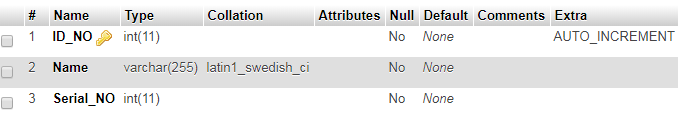 # Name Type Collation Attributes Null Default Comments Extra
1 ID_NO int(11) No None AUTO_INCREMENT
2 Name varchar(255) latin1_swedish_ci No None
3 Serial_NO int(11) No None